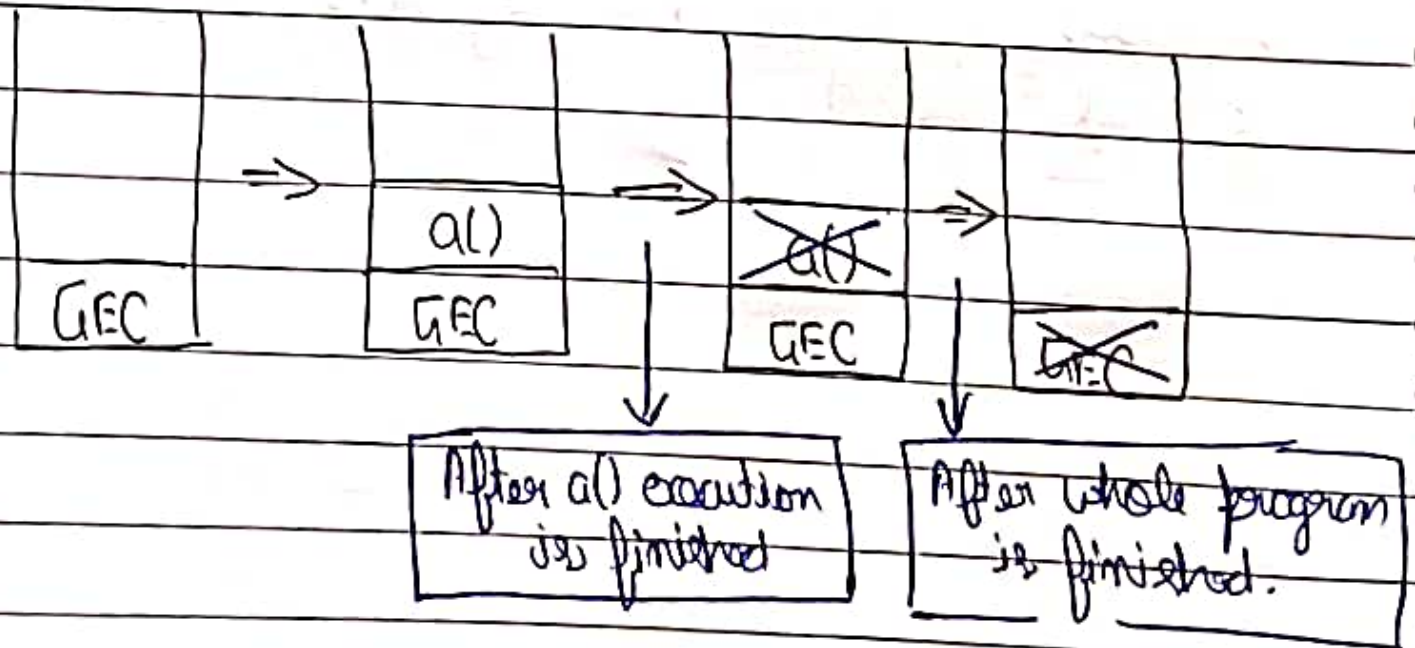 a()
GEC
GEC
a()
GEC
GEC
After a() execution
is finished
After whole program
is finished.